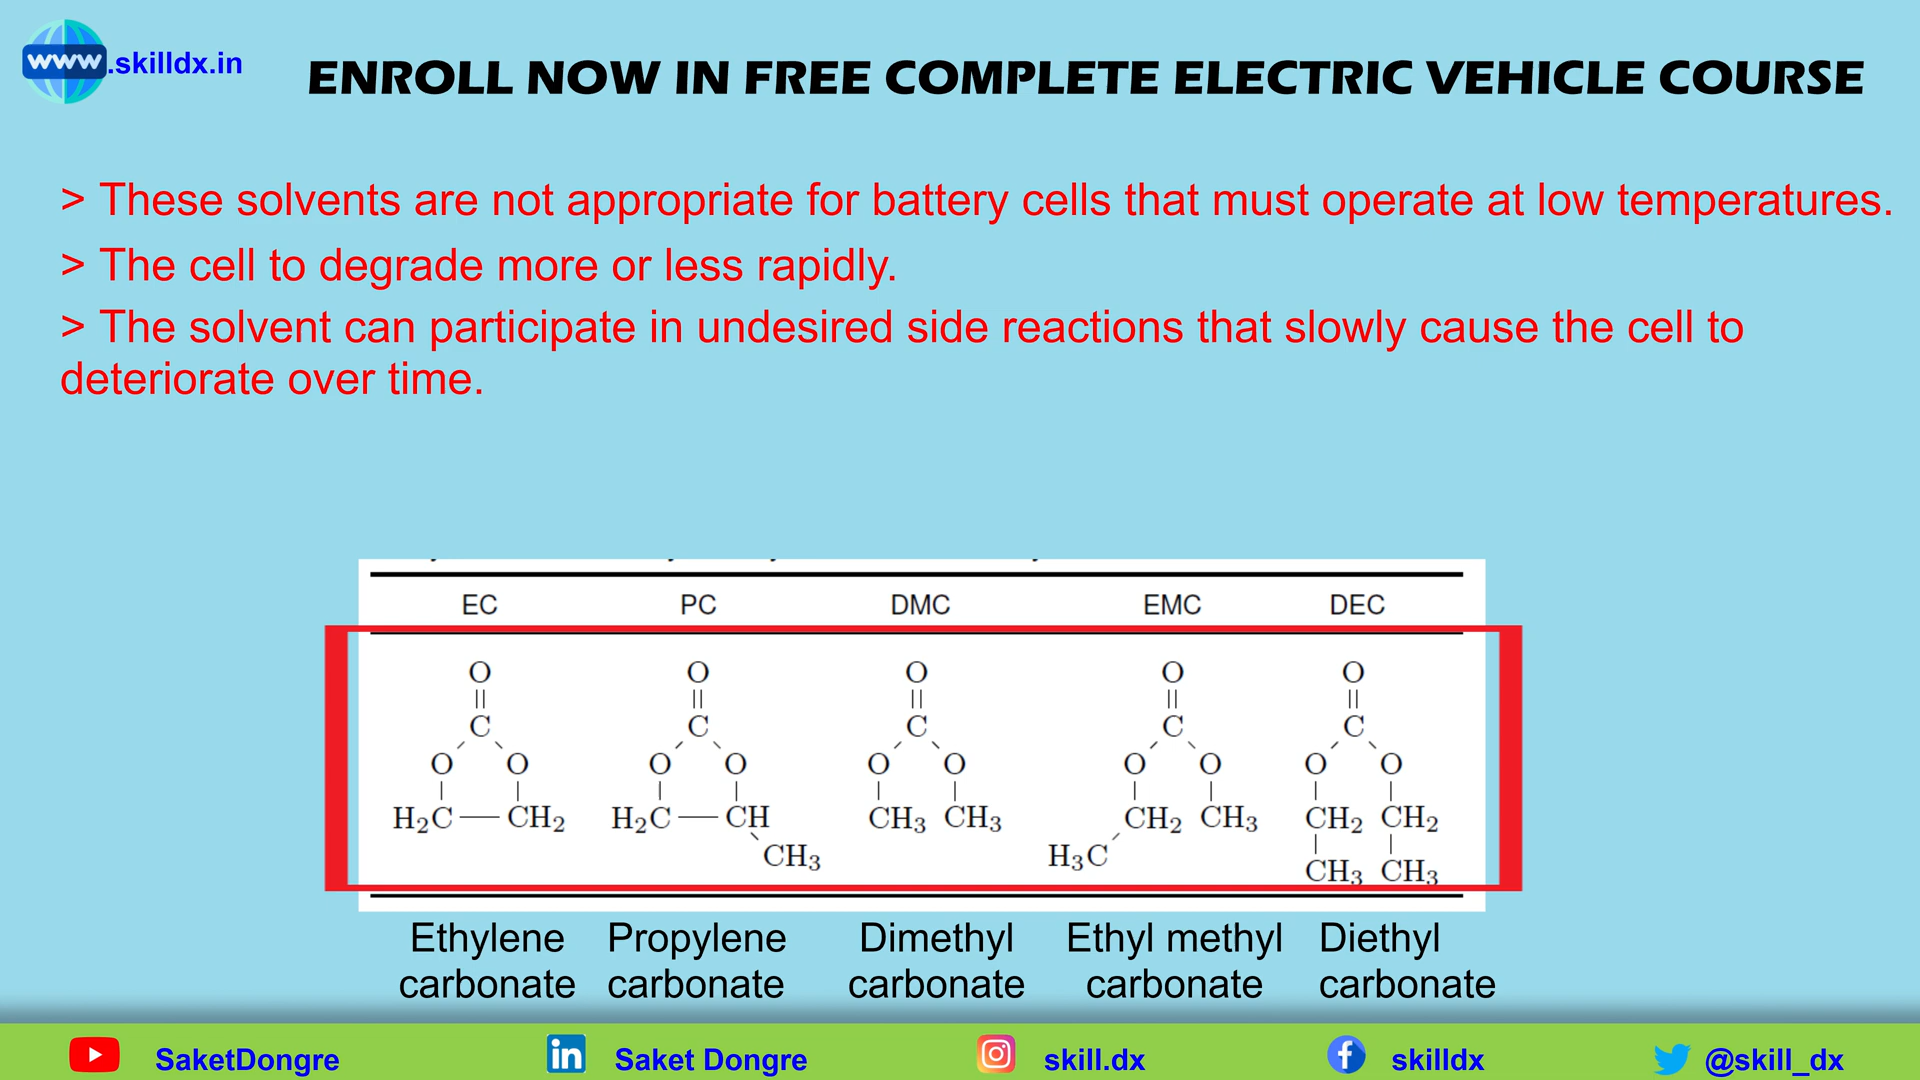 www.skilldx.in
ENROLL NOW IN FREE COMPLETE ELECTRIC VEHICLE COURSE
> These solvents are not appropriate for battery cells that must operate at low temperatures.
> The cell to degrade more or less rapidly.
> The solvent can participate in undesired side reactions that slowly cause the cell to
deteriorate over time.
EC PC DMC EMC DEC
O O O O O
C C C C C
O O O O O O O O O O
H₂C CH₂ H₂C CH CH₃ CH₃ CH₂ CH₃ CH₂ CH₂
CH₃ H₃C
CH₃ CH₃
Ethylene Propylene Dimethyl Ethyl methyl Diethyl
carbonate carbonate carbonate carbonate carbonate
SaketDongre in Saket Dongre skill.dx f skilldx @skill_dx